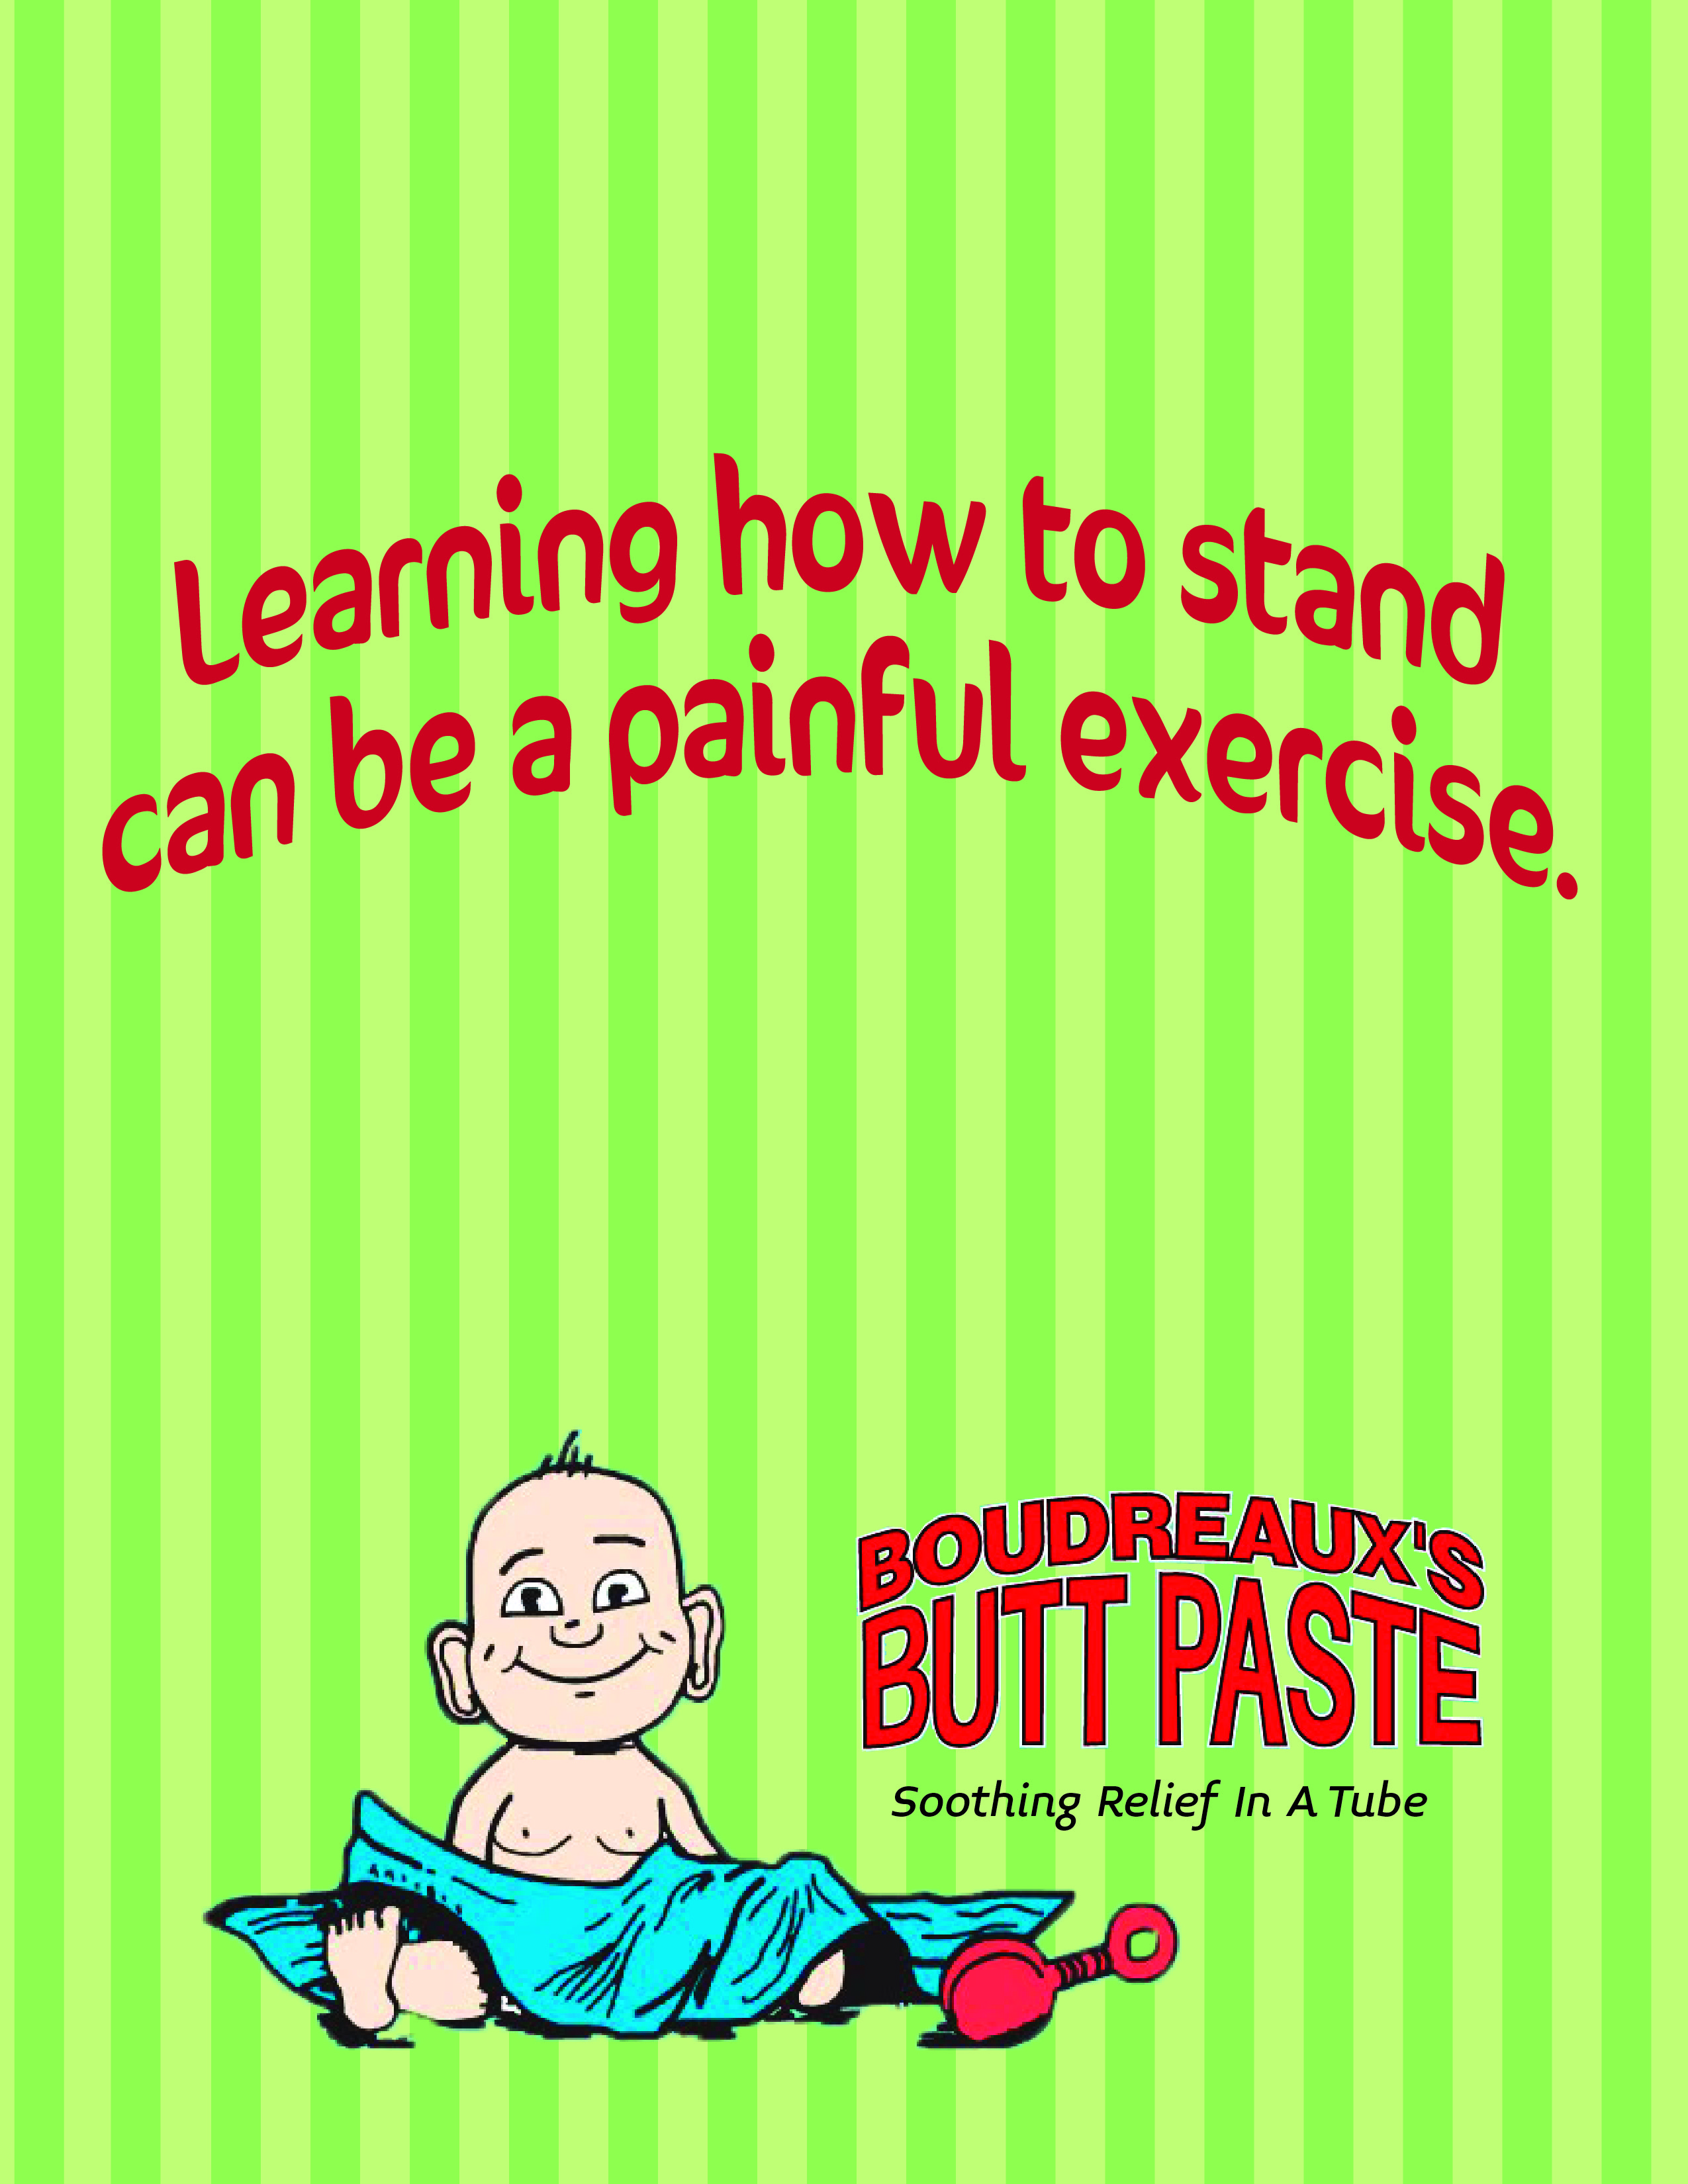 Learning how to stand
can be a painful exercise.
BOUDREAUX'S
BUTT PASTE
Soothing Relief In A Tube